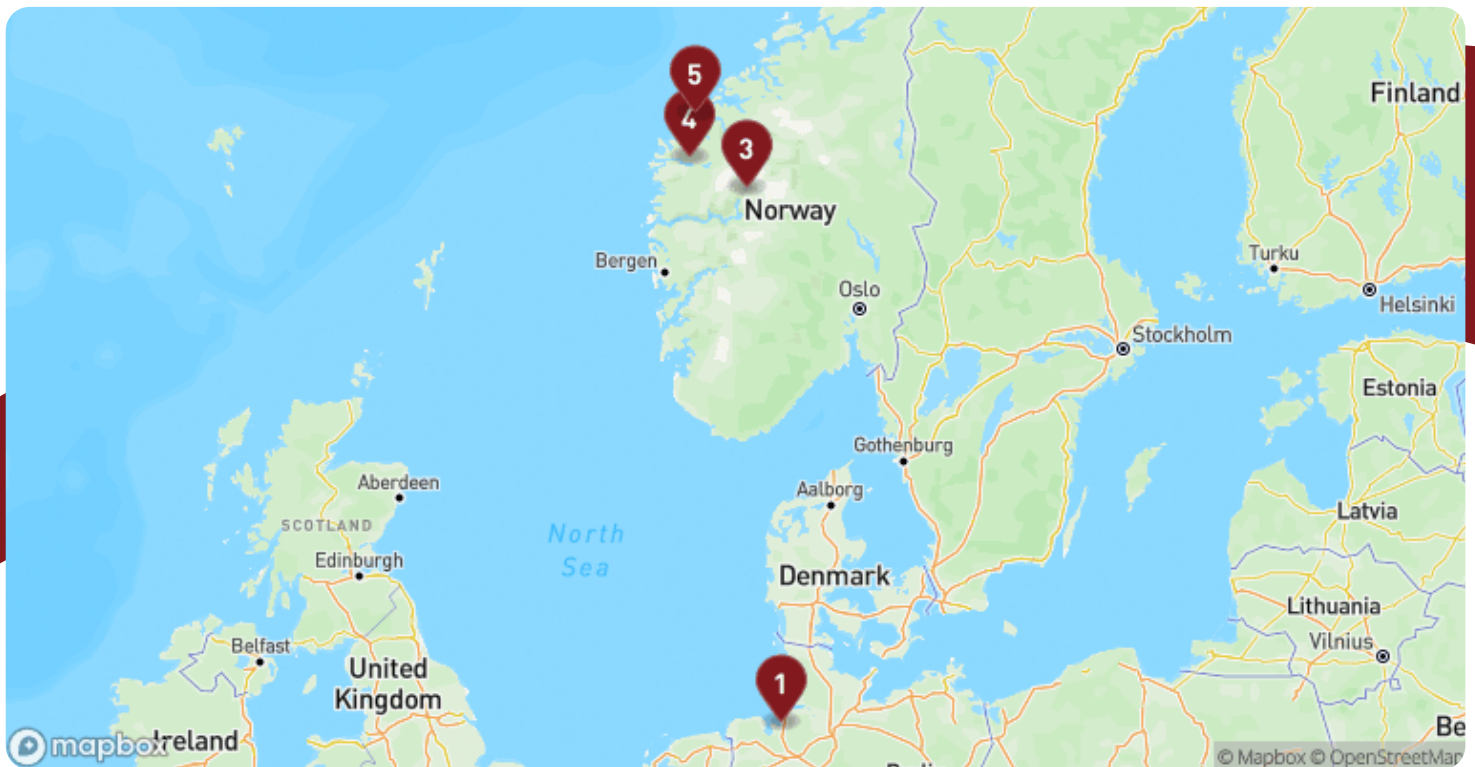 Finland
5
4
3
Norway
Bergen
Turku
Oslo
Helsinki
Stockholm
Estonia
Gothenburg
Aberdeen
Aalborg
Latvia
SCOTLAND
North
Sea
Edinburgh
Denmark
Lithuania
Belfast
Vilnius
United
Kingdom
1
mapbox
Ireland
Be
© Mapbox © OpenStreetMap